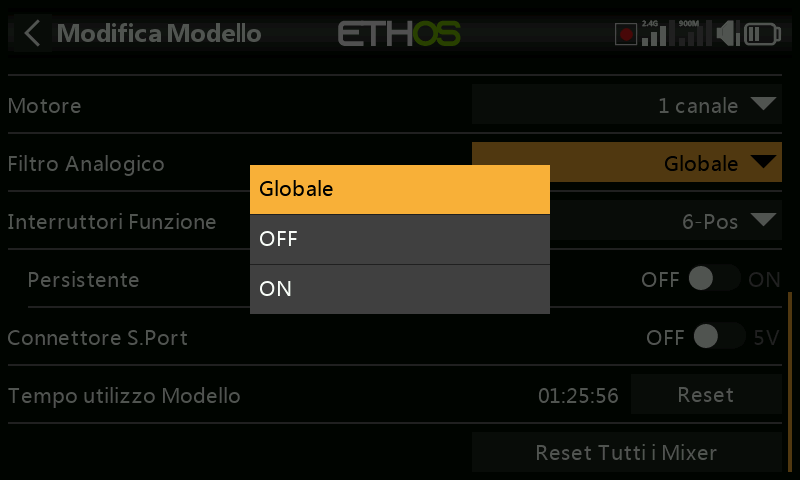 Modifica Modello
ETHOS
2.4G
900M
Motore
1 canale
Filtro Analogico
Globale
Globale
OFF
ON
Interruttori Funzione
6-Pos
Persistente
OFF ON
Connettore S.Port
OFF 5V
Tempo utilizzo Modello
01:25:56
Reset
Reset Tutti i Mixer